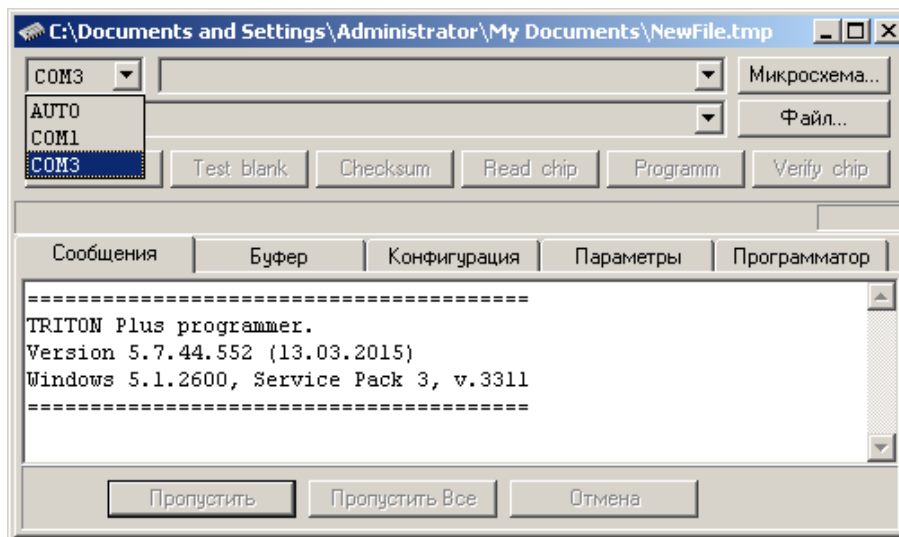 C:\Documents and Settings\Administrator\My Documents\NewFile.tmp
COM3
Микросхема...
AUTO
COM1
COM3
Файл...
Test blank
Checksum
Read chip
Programm
Verify chip
Сообщения
Буфер
Конфигурация
Параметры
Программатор
========================================
TRITON Plus programmer.
Version 5.7.44.552 (13.03.2015)
Windows 5.1.2600, Service Pack 3, v.3311
========================================
Пропустить
Пропустить Все
Отмена